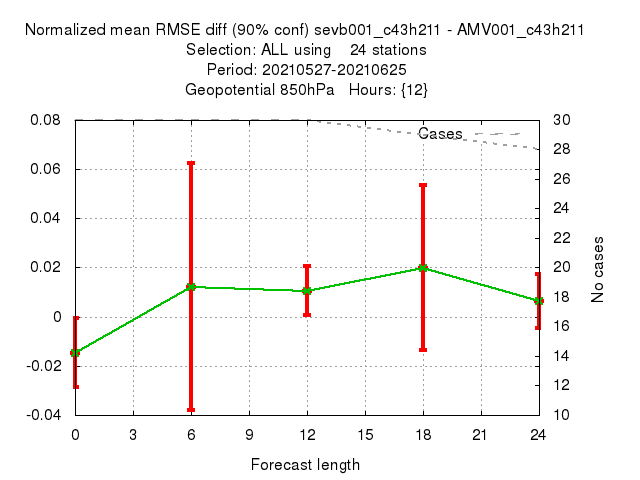 Normalized mean RMSE diff (90% conf) sevb001_c43h211 - AMV001_c43h211
Selection: ALL using 24 stations
Period: 20210527-20210625
Geopotential 850hPa Hours: {12}
Cases
0.08
0.06
0.04
0.02
0
-0.02
-0.04
30
28
26
24
22
20
18
16
14
12
10
No cases
0 3 6 9 12 15 18 21 24
Forecast length